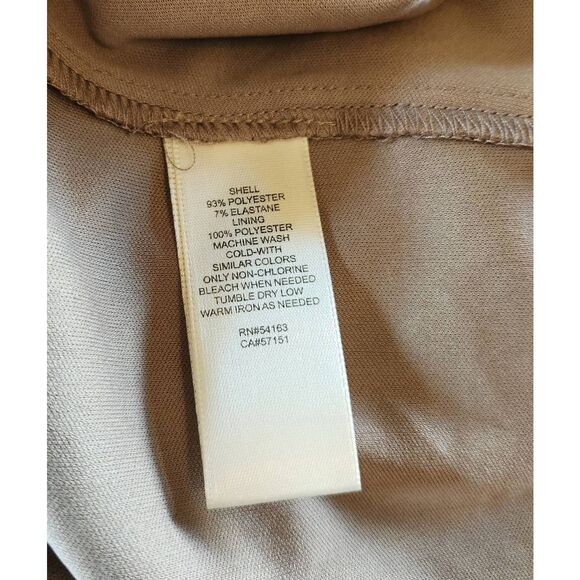 SHELL
93% POLYESTER
7% ELASTANE
LINING
100% POLYESTER
MACHINE WASH
COLD-WITH
SIMILAR COLORS
ONLY NON-CHLORINE
BLEACH WHEN NEEDED
TUMBLE DRY LOW
WARM IRON AS NEEDED
RN#54163
CA#57151